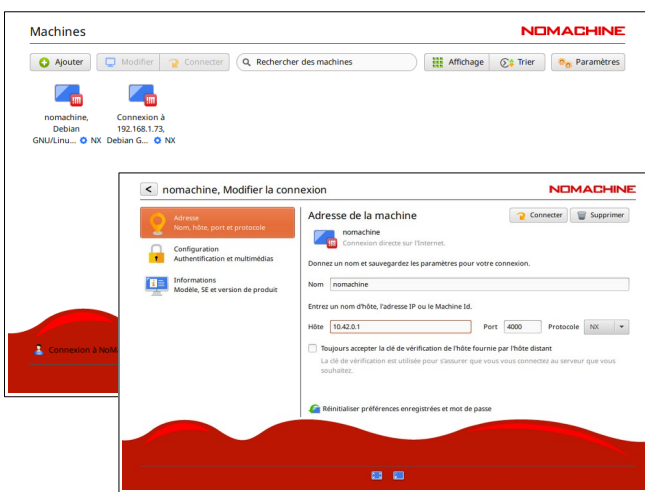 Machines
NOMACHINE
Ajouter
Modifier
Connecter
Rechercher des machines
Affichage
Trier
Paramètres
nomachine,
Debian
GNU/Linu... NX
Connexion à
192.168.1.73,
Debian G... NX
Connexion à NoM
< nomachine, Modifier la connexion
NOMACHINE
Adresse
Nom, hôte, port et protocole
Configuration
Authentification et multimédias
Informations
Modèle, SE et version de produit
Adresse de la machine
Connecter
Supprimer
nomachine
Connexion directe sur l'Internet.
Donnez un nom et sauvegardez les paramètres pour votre connexion.
Nom nomachine
Entrez un nom d'hôte, l'adresse IP ou le Machine Id.
Hôte 10.42.0.1 Port 4000 Protocole NX
Toujours accepter la clé de vérification de l'hôte fournie par l'hôte distant
La clé de vérification est utilisée pour s'assurer que vous vous connectez au serveur que vous
souhaitez.
Réinitialiser préférences enregistrées et mot de passe